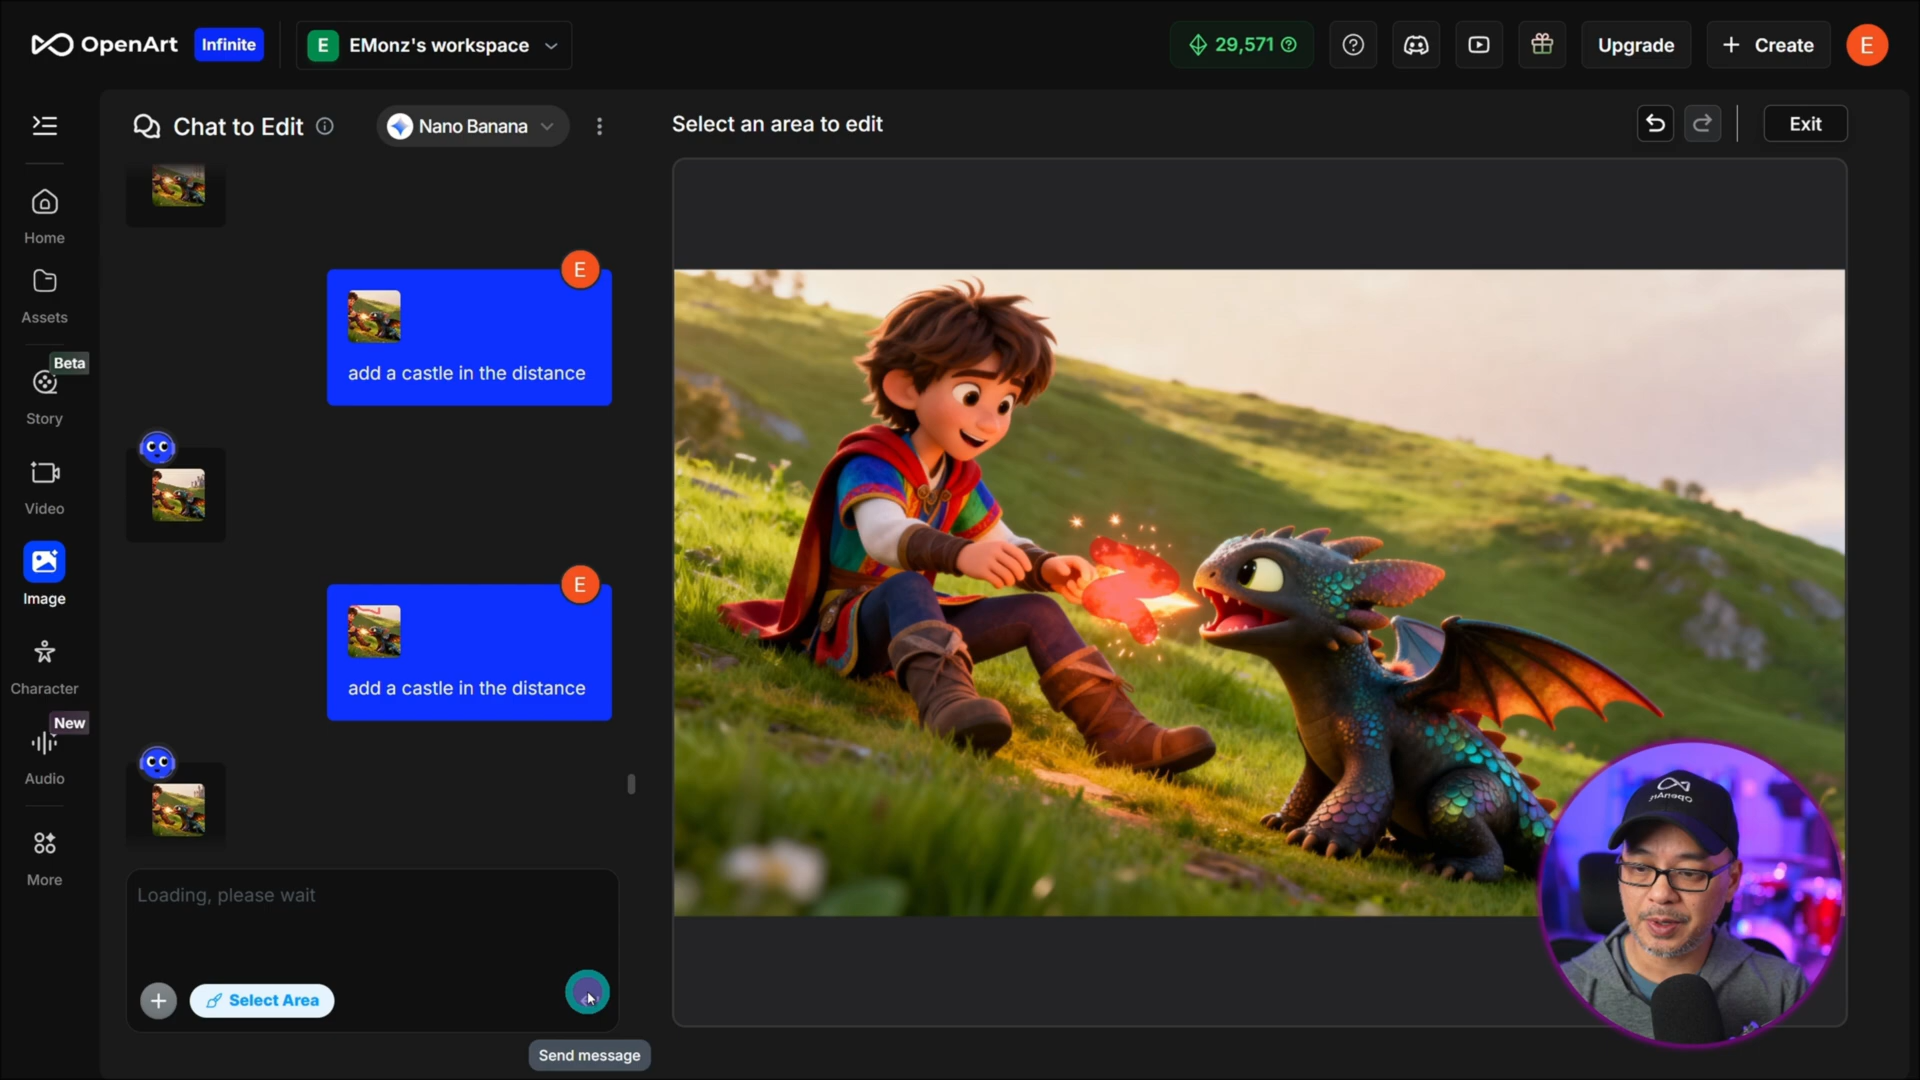 OpenArt Infinite E EMonz's workspace 29,571 Upgrade + Create E
Chat to Edit Nano Banana Select an area to edit Exit
Home
Assets
Beta
Story
Video
Image
Character
New
Audio
More
E
add a castle in the distance
E
add a castle in the distance
Loading, please wait
Select Area
Send message
OpenArt